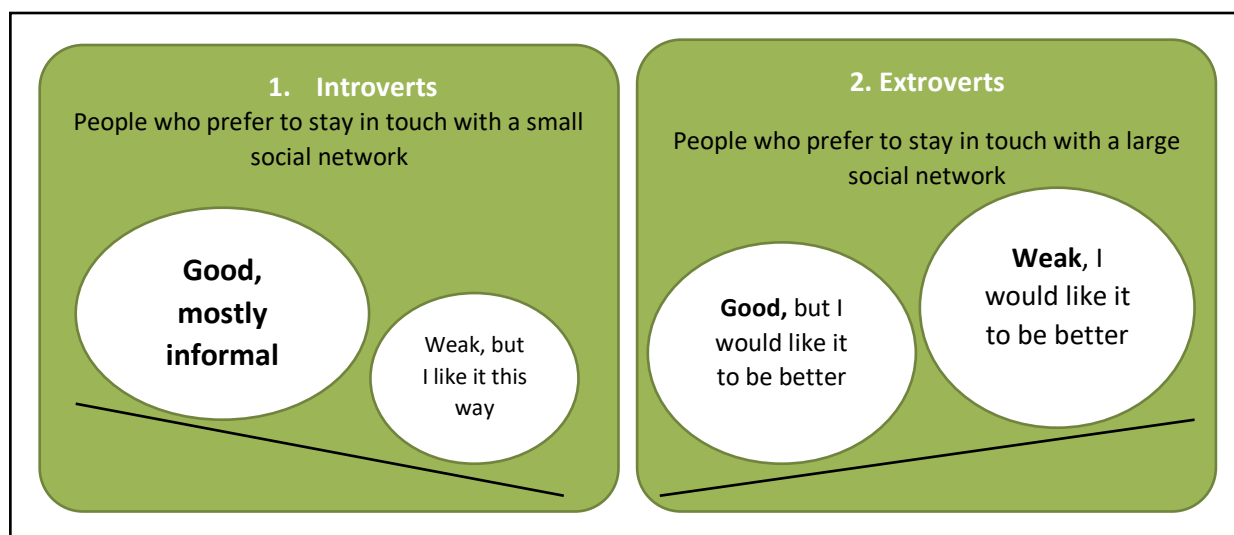 1. Introverts
People who prefer to stay in touch with a small
social network
Good,
mostly
informal
Weak, but
I like it this
way
2. Extroverts
People who prefer to stay in touch with a large
social network
Good, but I
would like it
to be better
Weak, I
would like it
to be better